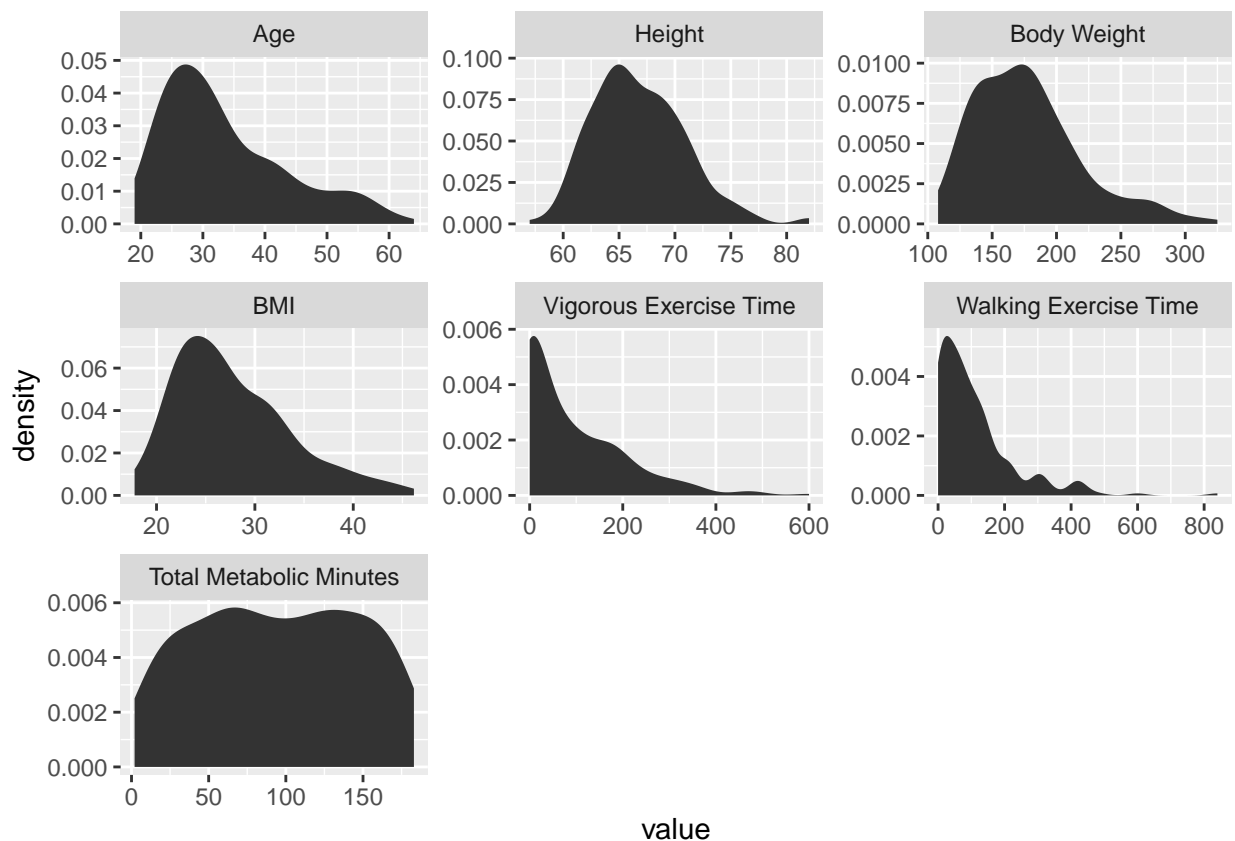 Age
Height
Body Weight
0.05
0.04
0.03
0.02
0.01
0.00
20 30 40 50 60
0.100
0.075
0.050
0.025
0.000
60 65 70 75 80
0.0100
0.0075
0.0050
0.0025
0.0000
100 150 200 250 300
BMI
Vigorous Exercise Time
Walking Exercise Time
0.06
0.04
0.02
0.00
20 30 40
0.006
0.004
0.002
0.000
0 200 400 600
0.004
0.002
0.000
0 200 400 600 800
Total Metabolic Minutes
0.006
0.004
0.002
0.000
0 50 100 150
density
value